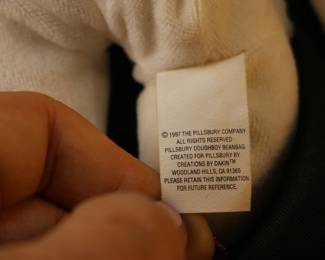 © 1997 THE PILLSBURY COMPANY
ALL RIGHTS RESERVED
PILLSBURY DOUGHBOY BEANBAG
CREATED FOR PILLSBURY BY
CREATIONS BY DAKIN™
WOODLAND HILLS, CA 91365
PLEASE RETAIN THIS INFORMATION
FOR FUTURE REFERENCE.